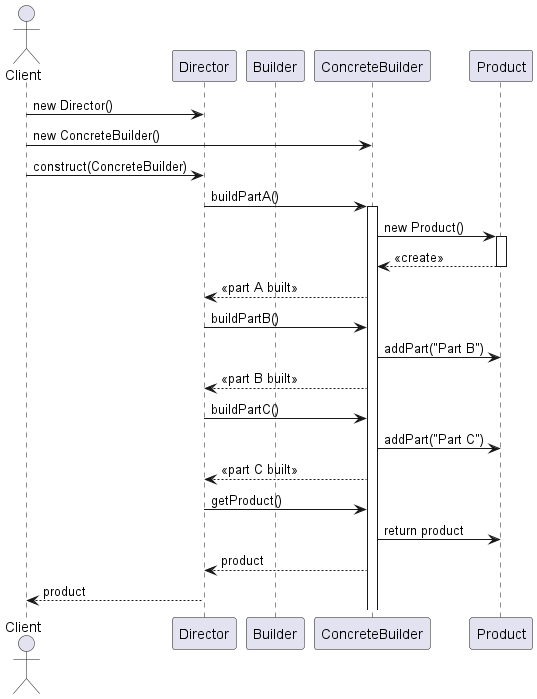 Client
Director
Builder
ConcreteBuilder
Product
new Director()
new ConcreteBuilder()
construct(ConcreteBuilder)
buildPartA()
new Product()
«create»
«part A built»
buildPartB()
addPart("Part B")
«part B built»
buildPartC()
addPart("Part C")
«part C built»
getProduct()
return product
product
product
Client
Director
Builder
ConcreteBuilder
Product